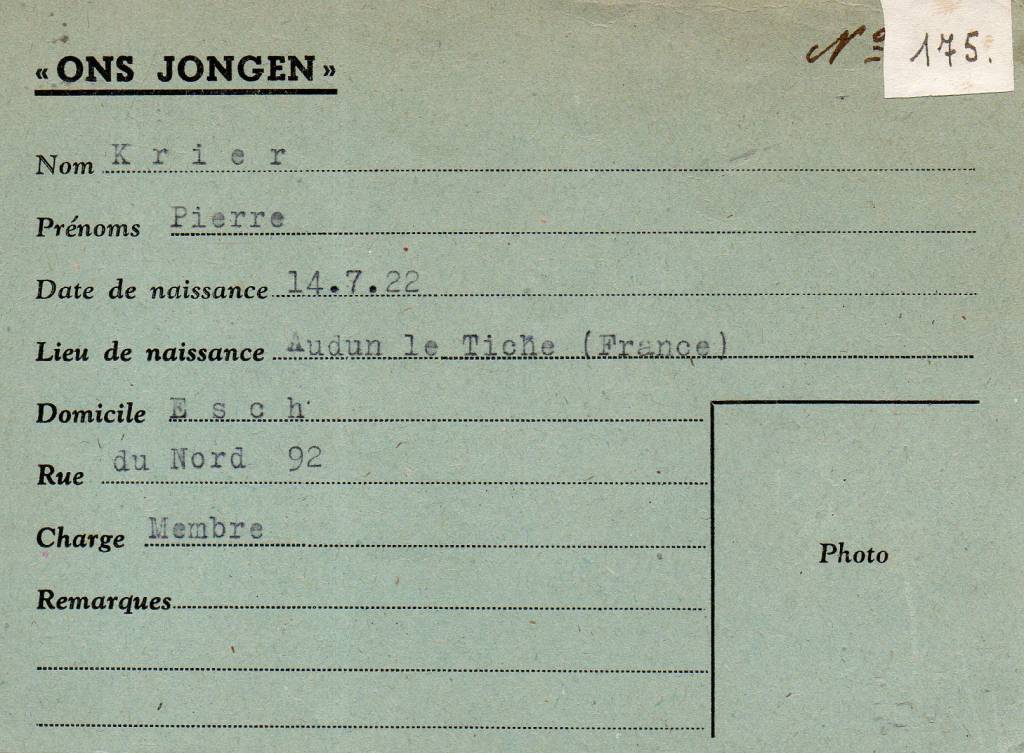 « ONS JONGEN »
Nº 175.
Nom Krier
Prénoms Pierre
Date de naissance 14.7.22
Lieu de naissance Audun le Tiche (France)
Domicile Esch
Rue du Nord 92
Charge Membre
Remarques
Photo